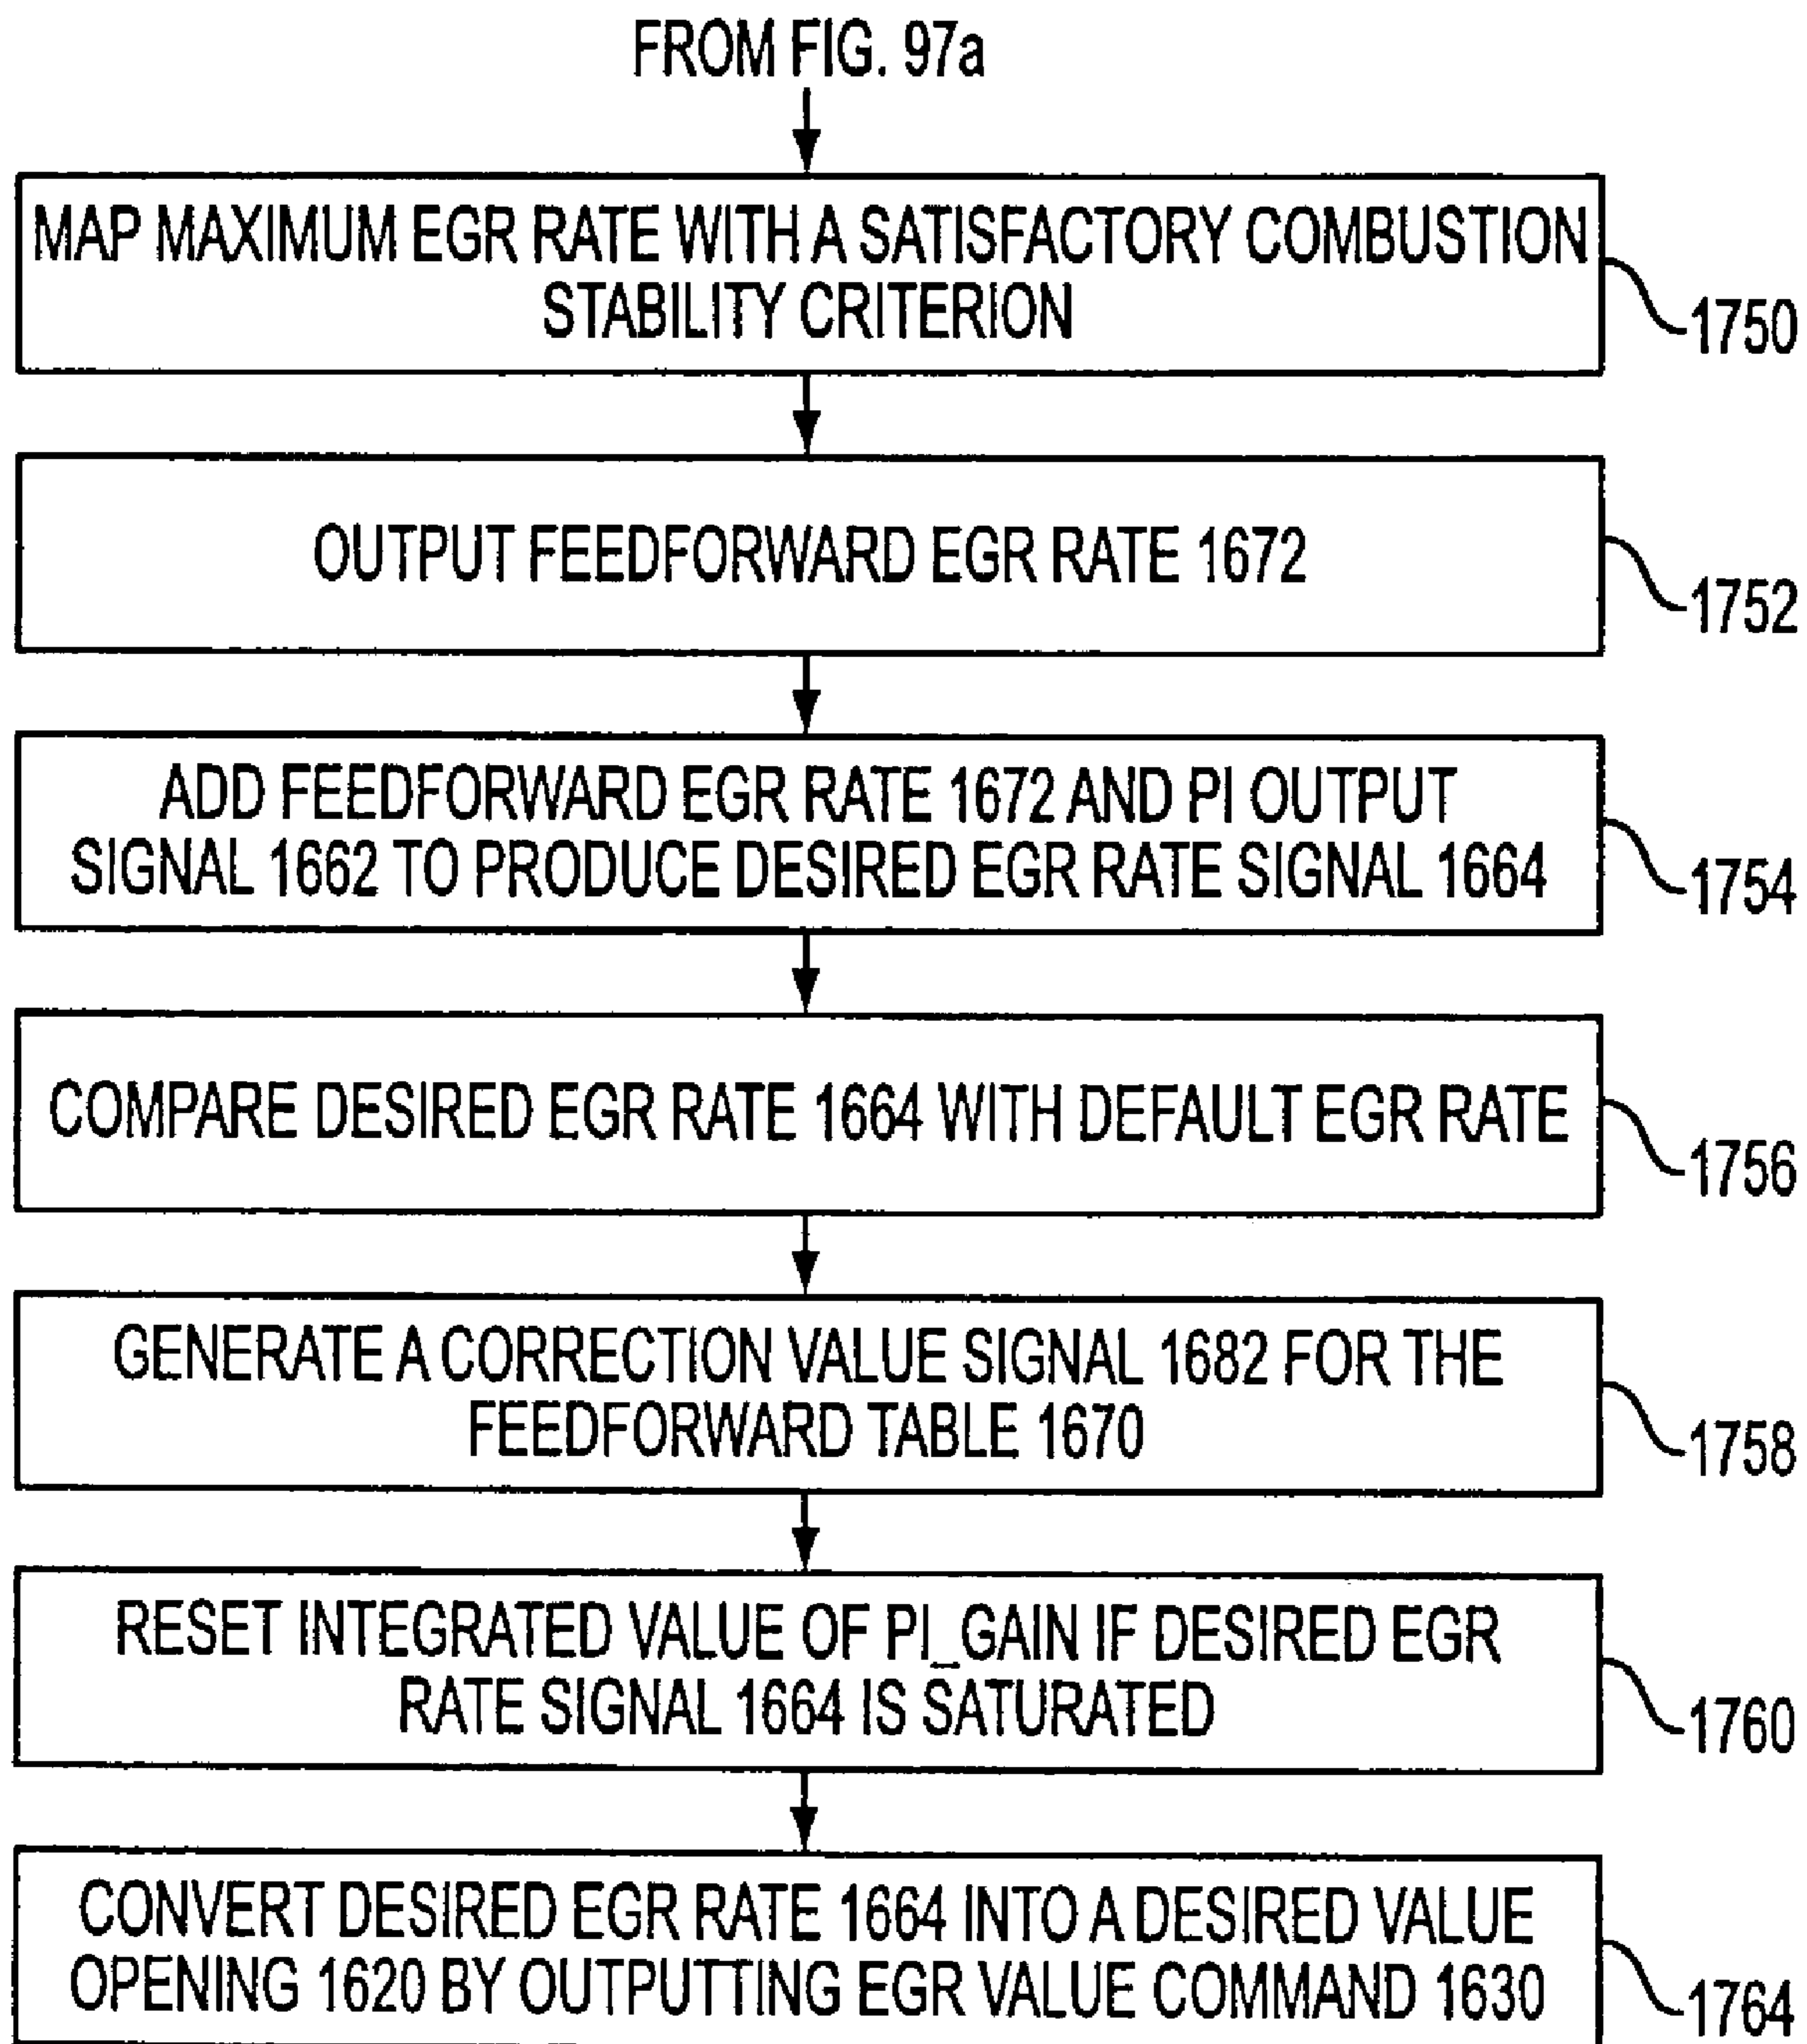 FROM FIG. 97a
MAP MAXIMUM EGR RATE WITH A SATISFACTORY COMBUSTION
STABILITY CRITERION
1750
OUTPUT FEEDFORWARD EGR RATE 1672
1752
ADD FEEDFORWARD EGR RATE 1672 AND PI OUTPUT
SIGNAL 1662 TO PRODUCE DESIRED EGR RATE SIGNAL 1664
1754
COMPARE DESIRED EGR RATE 1664 WITH DEFAULT EGR RATE
1756
GENERATE A CORRECTION VALUE SIGNAL 1682 FOR THE
FEEDFORWARD TABLE 1670
1758
RESET INTEGRATED VALUE OF PI_GAIN IF DESIRED EGR
RATE SIGNAL 1664 IS SATURATED
1760
CONVERT DESIRED EGR RATE 1664 INTO A DESIRED VALUE
OPENING 1620 BY OUTPUTTING EGR VALUE COMMAND 1630
1764